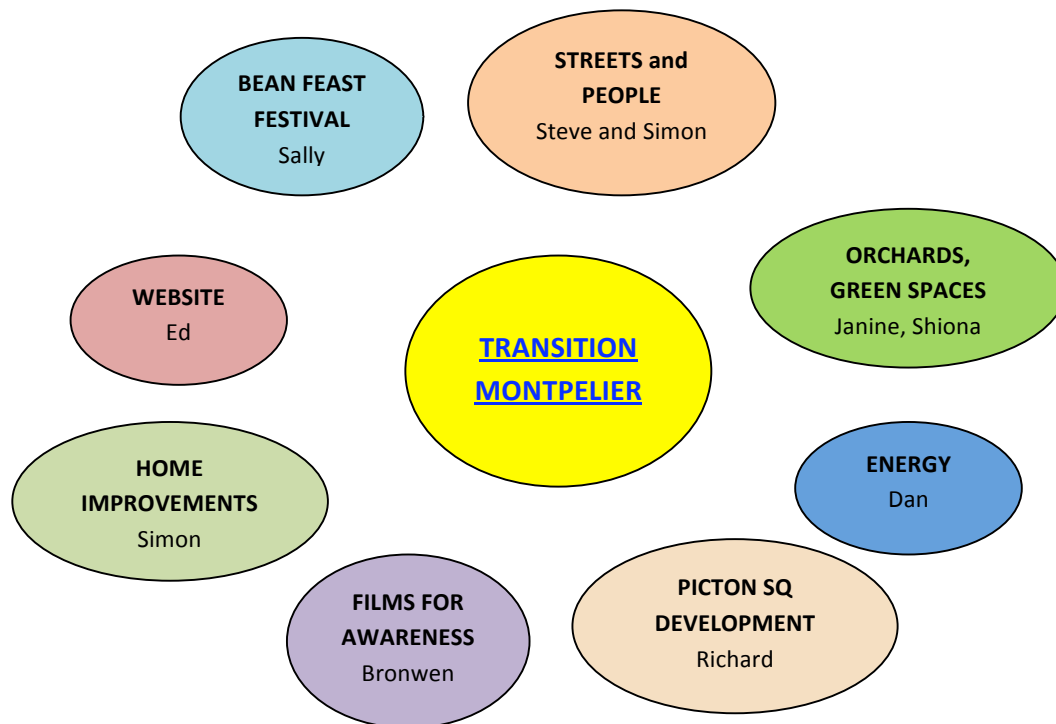 BEAN FEAST
FESTIVAL
Sally
STREETS and
PEOPLE
Steve and Simon
ORCHARDS,
GREEN SPACES
Janine, Shiona
WEBSITE
Ed
TRANSITION
MONTPELIER
HOME
IMPROVEMENTS
Simon
ENERGY
Dan
FILMS FOR
AWARENESS
Bronwen
PICTON SQ
DEVELOPMENT
Richard